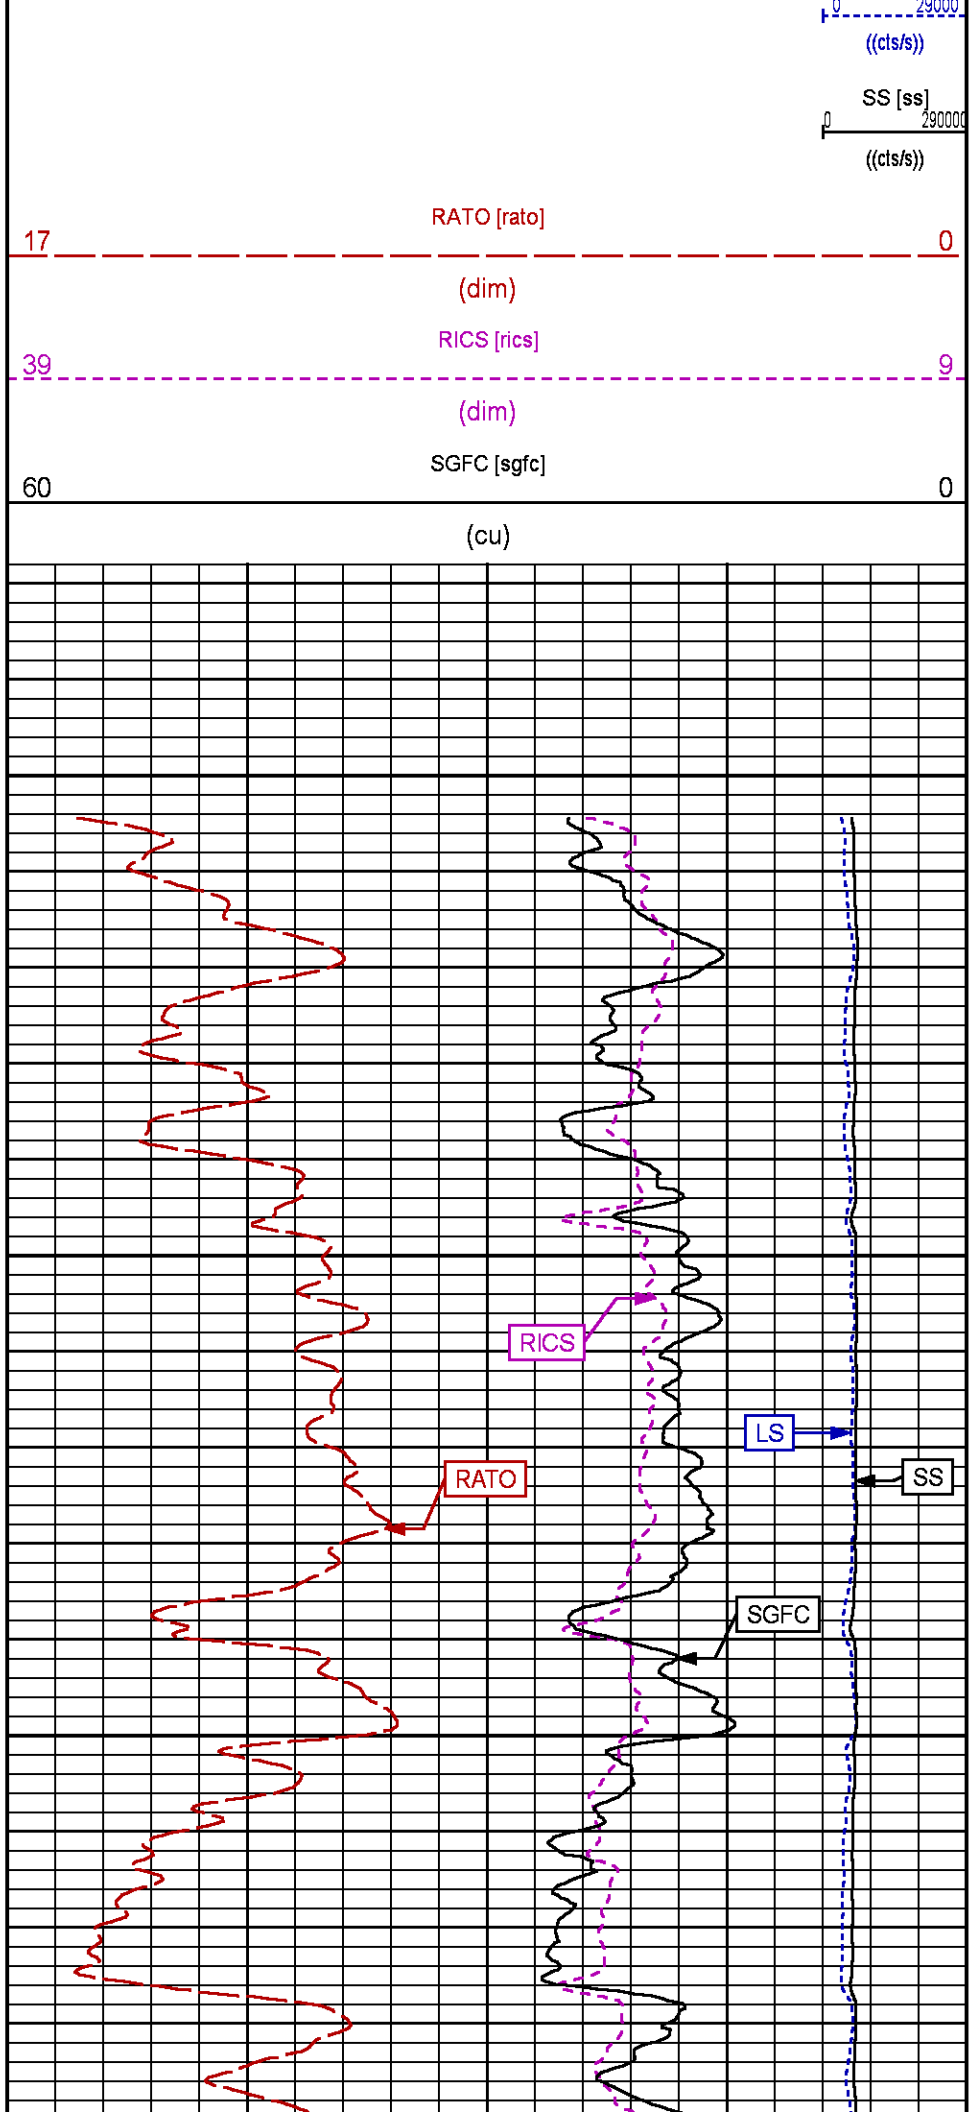 0 29000
((cts/s))
SS [ss]
0 290000
((cts/s))
RATO [rato]
17 0
(dim)
RICS [rics]
39 9
(dim)
SGFC [sgfc]
60 0
(cu)
RICS
LS
RATO
SS
SGFC